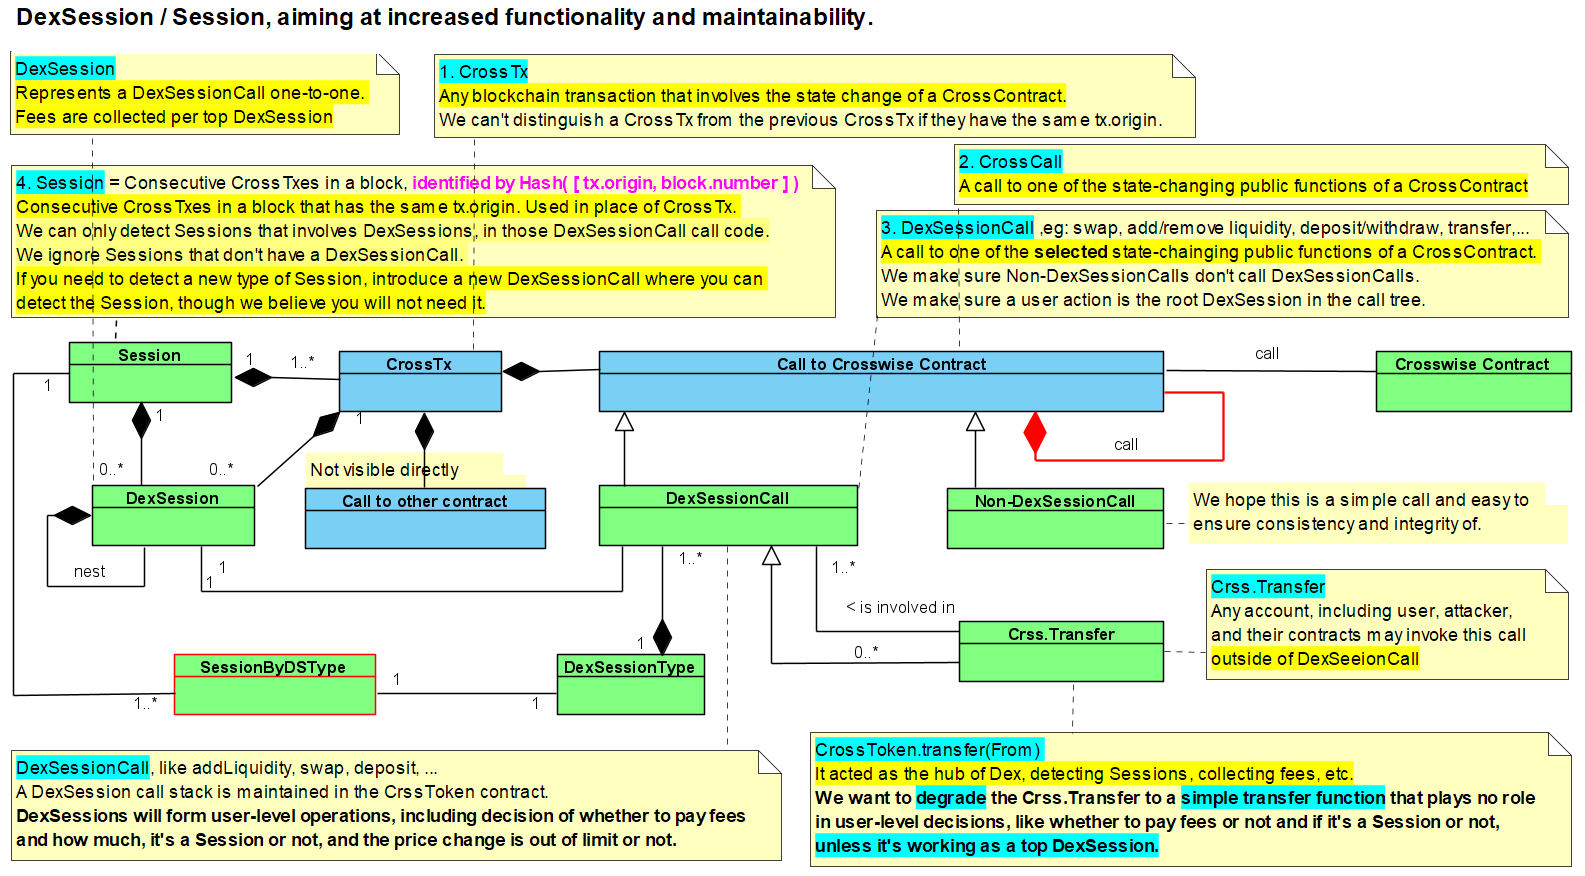 DexSession / Session, aiming at increased functionality and maintainability.
DexSession
Represents a DexSessionCall one-to-one.
Fees are collected per top DexSession
1. CrossTx
Any blockchain transaction that involves the state change of a CrossContract.
We can't distinguish a CrossTx from the previous CrossTx if they have the same tx.origin.
2. CrossCall
A call to one of the state-changing public functions of a CrossContract
4. Session = Consecutive CrossTxes in a block, identified by Hash( [ tx.origin, block.number ] )
Consecutive CrossTxes in a block that has the same tx.origin. Used in place of CrossTx.
We can only detect Sessions that involves DexSessions, in those DexSessionCall call code.
We ignore Sessions that don't have a DexSessionCall.
If you need to detect a new type of Session, introduce a new DexSessionCall where you can
detect the Session, though we believe you will not need it.
3. DexSessionCall ,eg: swap, add/remove liquidity, deposit/withdraw, transfer,...
A call to one of the selected state-chainging public functions of a CrossContract.
We make sure Non-DexSessionCalls don't call DexSessionCalls.
We make sure a user action is the root DexSession in the call tree.
Session
1
1..*
CrossTx
Call to Crosswise Contract
call
Crosswise Contract
1
1
1
call
0..*
0..*
Not visible directly
DexSession
Call to other contract
DexSessionCall
Non-DexSessionCall
We hope this is a simple call and easy to
ensure consistency and integrity of.
nest
1
1
1..*
1..*
< is involved in
Crss.Transfer
Any account, including user, attacker,
and their contracts may invoke this call
outside of DexSeeionCall
Crss.Transfer
0..*
1
SessionByDSType
DexSessionType
1
1
1..*
DexSessionCall, like addLiquidity, swap, deposit, ...
A DexSession call stack is maintained in the CrssToken contract.
DexSessions will form user-level operations, including decision of whether to pay fees
and how much, it's a Session or not, and the price change is out of limit or not.
CrossToken.transfer(From)
It acted as the hub of Dex, detecting Sessions, collecting fees, etc.
We want to degrade the Crss.Transfer to a simple transfer function that plays no role
in user-level decisions, like whether to pay fees or not and if it's a Session or not,
unless it's working as a top DexSession.